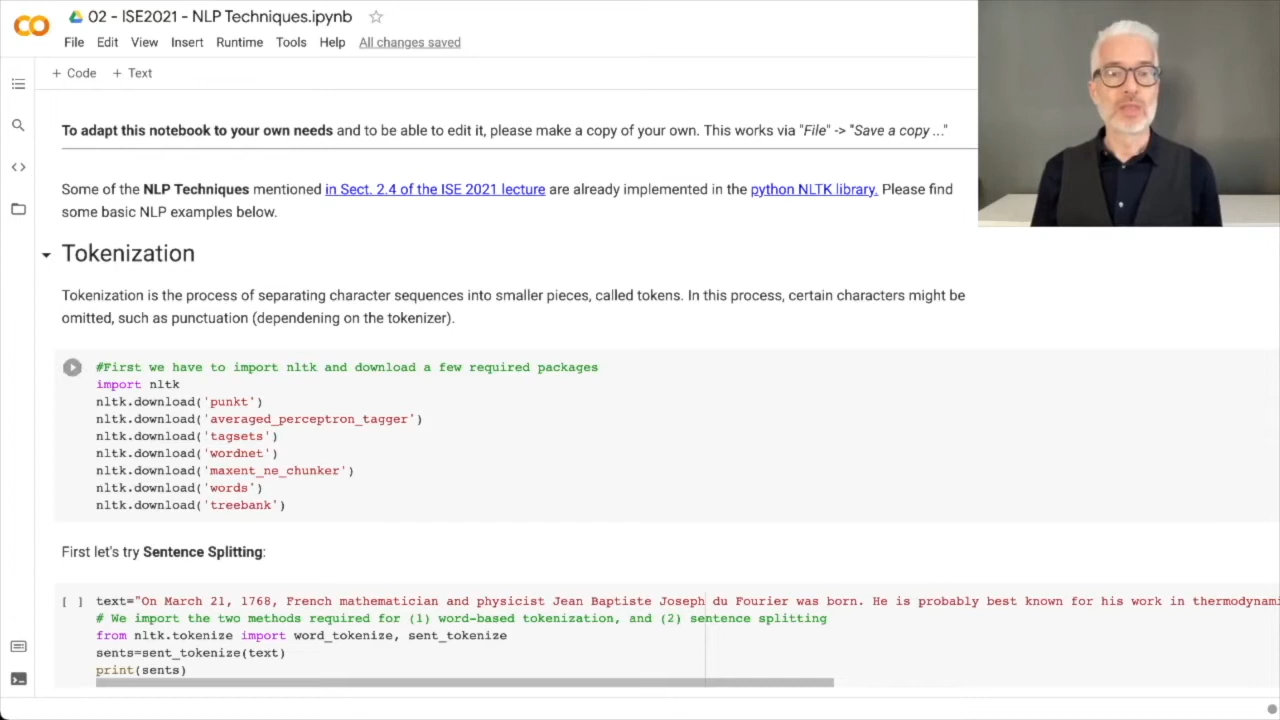 02 - ISE2021 - NLP Techniques.ipynb
File Edit View Insert Runtime Tools Help All changes saved
+ Code + Text
To adapt this notebook to your own needs and to be able to edit it, please make a copy of your own. This works via "File" -> "Save a copy ..."
Some of the NLP Techniques mentioned in Sect. 2.4 of the ISE 2021 lecture are already implemented in the python NLTK library. Please find
some basic NLP examples below.
Tokenization
Tokenization is the process of separating character sequences into smaller pieces, called tokens. In this process, certain characters might be
omitted, such as punctuation (dependening on the tokenizer).
#First we have to import nltk and download a few required packages
import nltk
nltk.download('punkt')
nltk.download('averaged_perceptron_tagger')
nltk.download('tagsets')
nltk.download('wordnet')
nltk.download('maxent_ne_chunker')
nltk.download('words')
nltk.download('treebank')
First let's try Sentence Splitting:
[ ] text="On March 21, 1768, French mathematician and physicist Jean Baptiste Joseph du Fourier was born. He is probably best known for his work in thermodynami
# We import the two methods required for (1) word-based tokenization, and (2) sentence splitting
from nltk.tokenize import word_tokenize, sent_tokenize
sents=sent_tokenize(text)
print(sents)